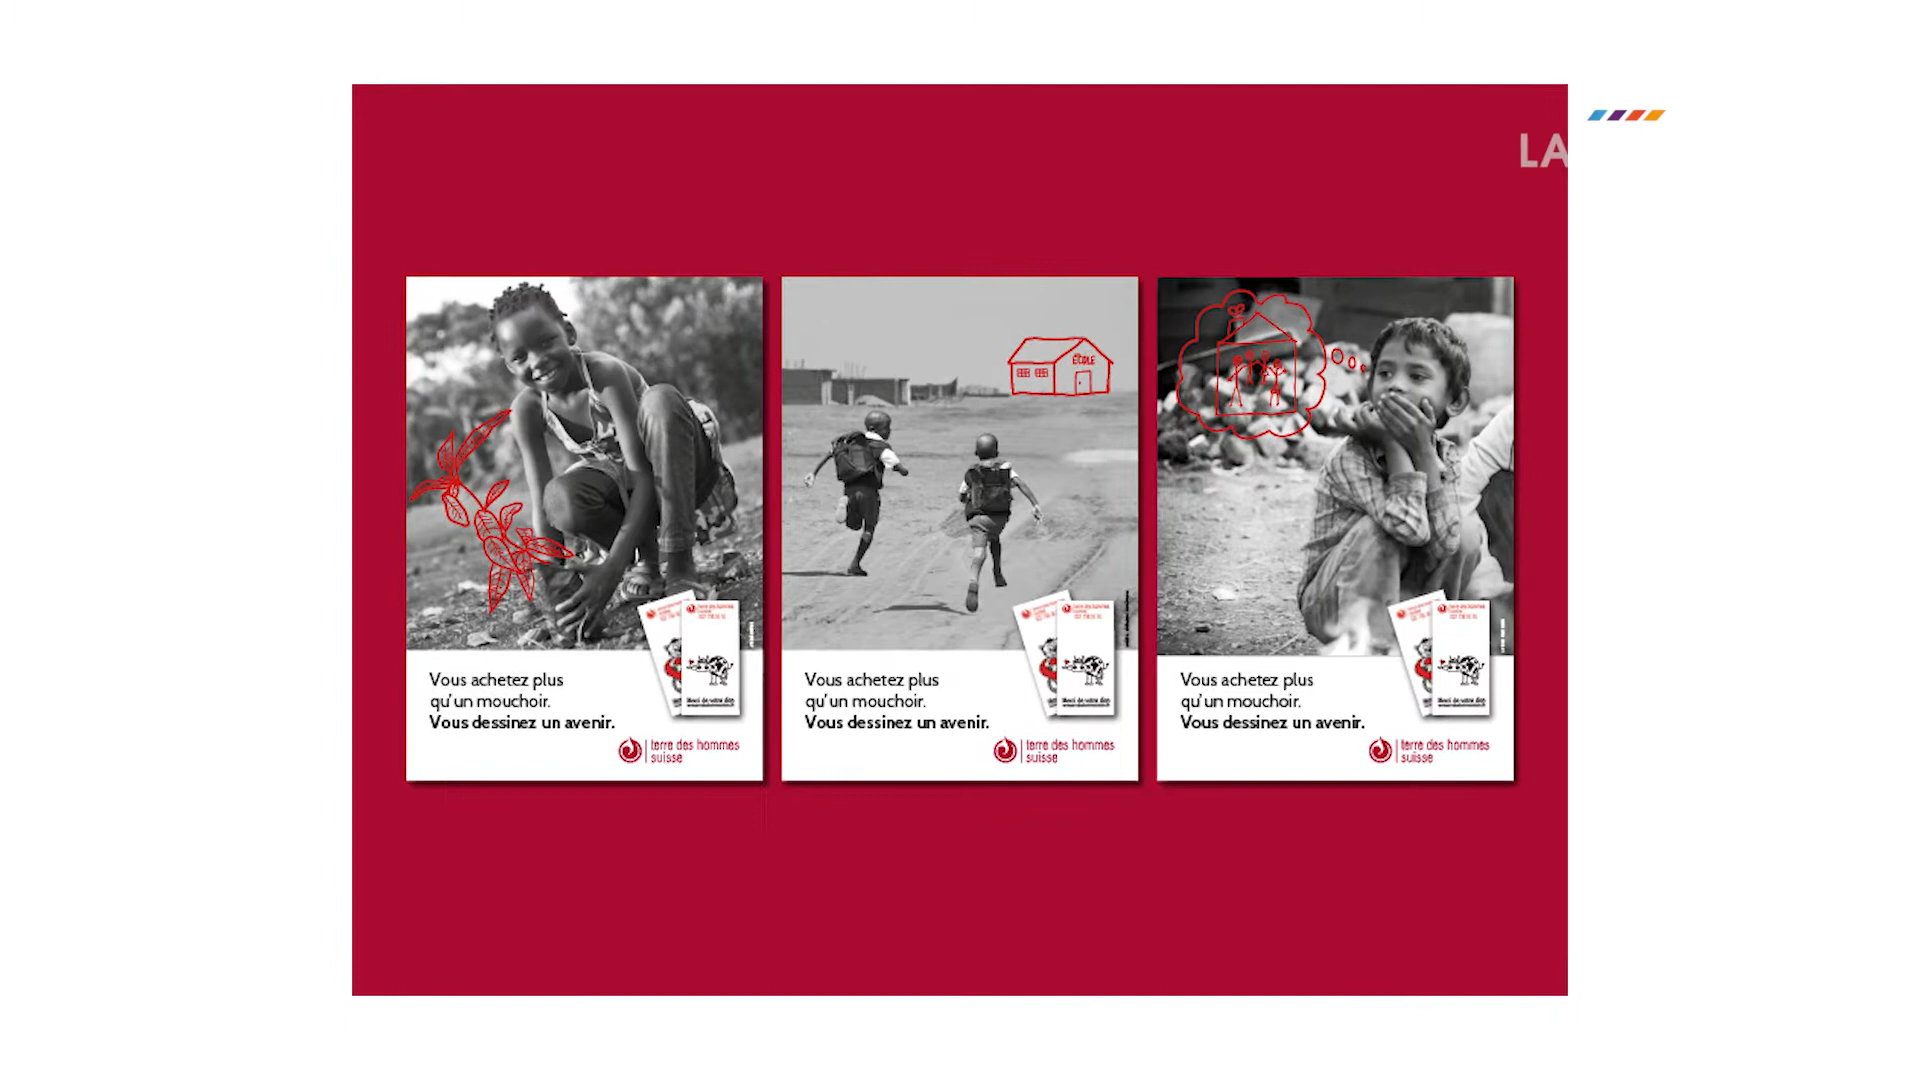 LA
ÉCOLE
Vous achetez plus
qu'un mouchoir.
Vous dessinez un avenir.
terre des hommes
suisse
Vous achetez plus
qu'un mouchoir.
Vous dessinez un avenir.
terre des hommes
suisse
Vous achetez plus
qu'un mouchoir.
Vous dessinez un avenir.
terre des hommes
suisse